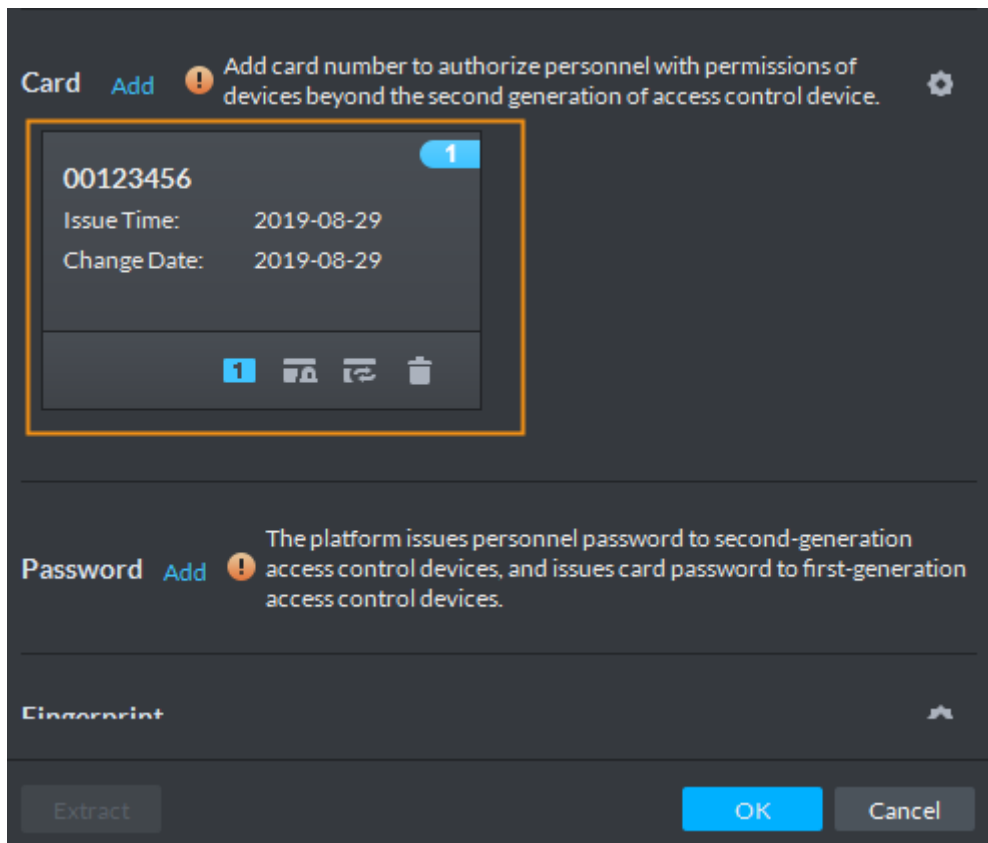 Card Add ! Add card number to authorize personnel with permissions of
devices beyond the second generation of access control device.
1
00123456
Issue Time: 2019-08-29
Change Date: 2019-08-29
1
The platform issues personnel password to second-generation
Password Add ! access control devices, and issues card password to first-generation
access control devices.
Fingerprint
Extract OK Cancel